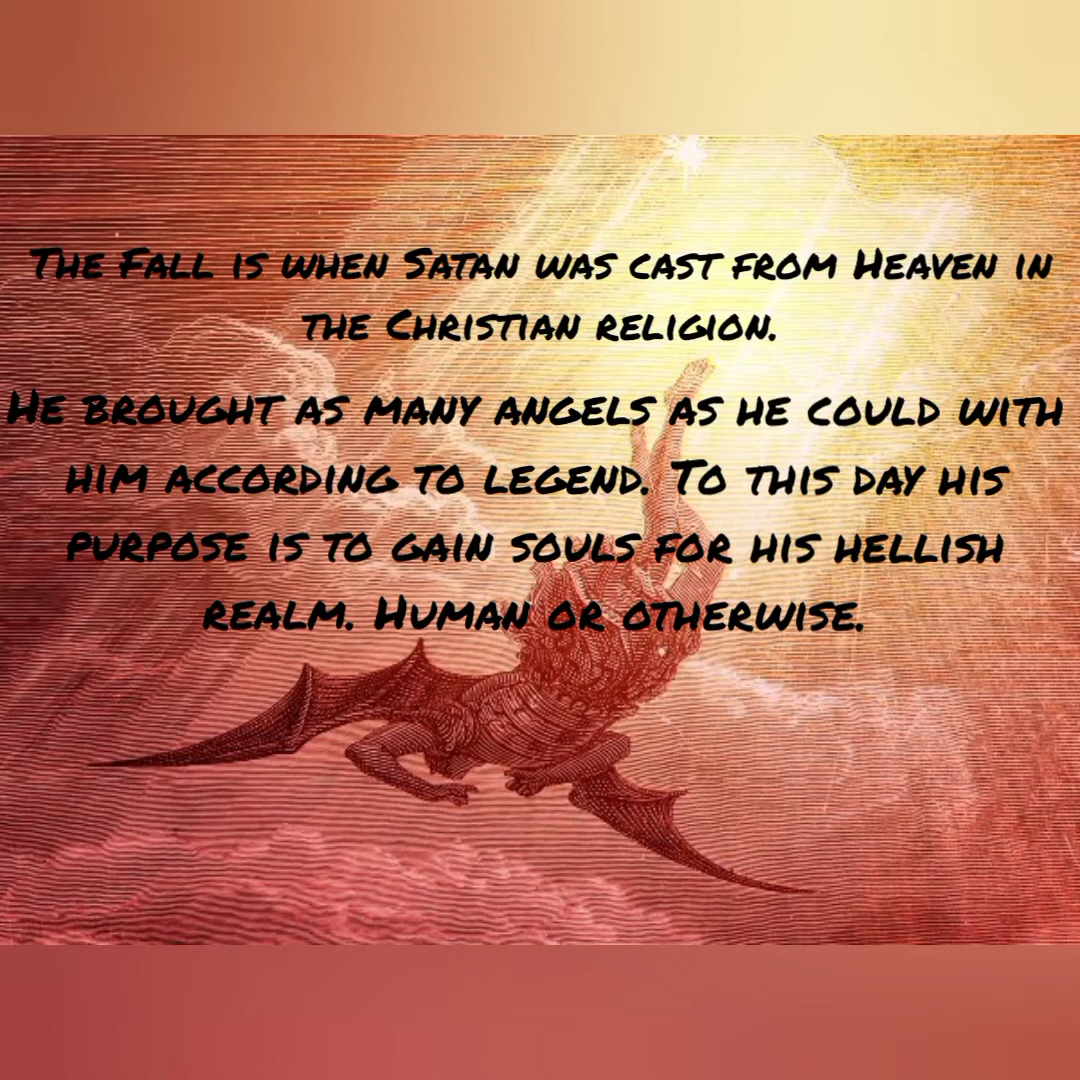 The Fall is when Satan was cast from Heaven in
the Christian religion.
He brought as many angels as he could with
him according to legend. To this day his
purpose is to gain souls for his hellish
realm. Human or otherwise.